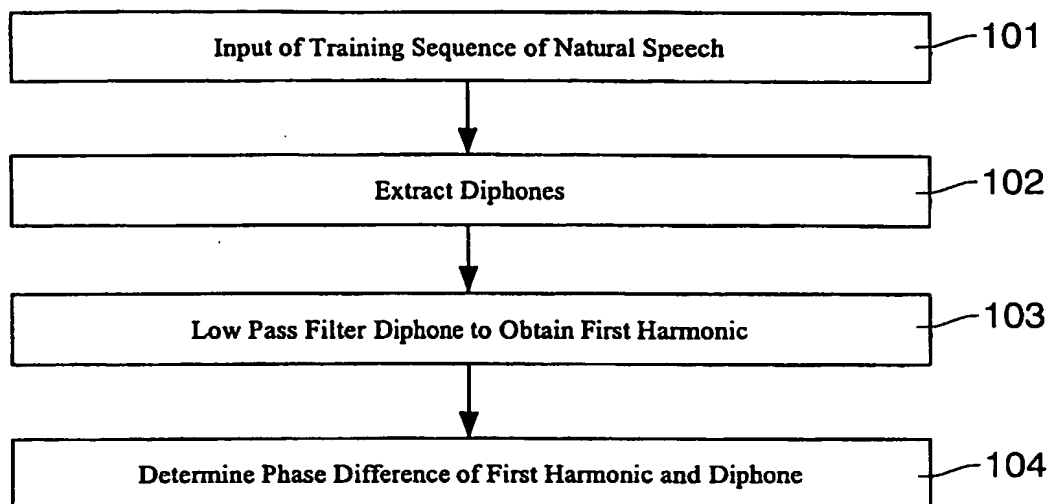 Input of Training Sequence of Natural Speech
101
Extract Diphones
102
Low Pass Filter Diphone to Obtain First Harmonic
103
Determine Phase Difference of First Harmonic and Diphone
104